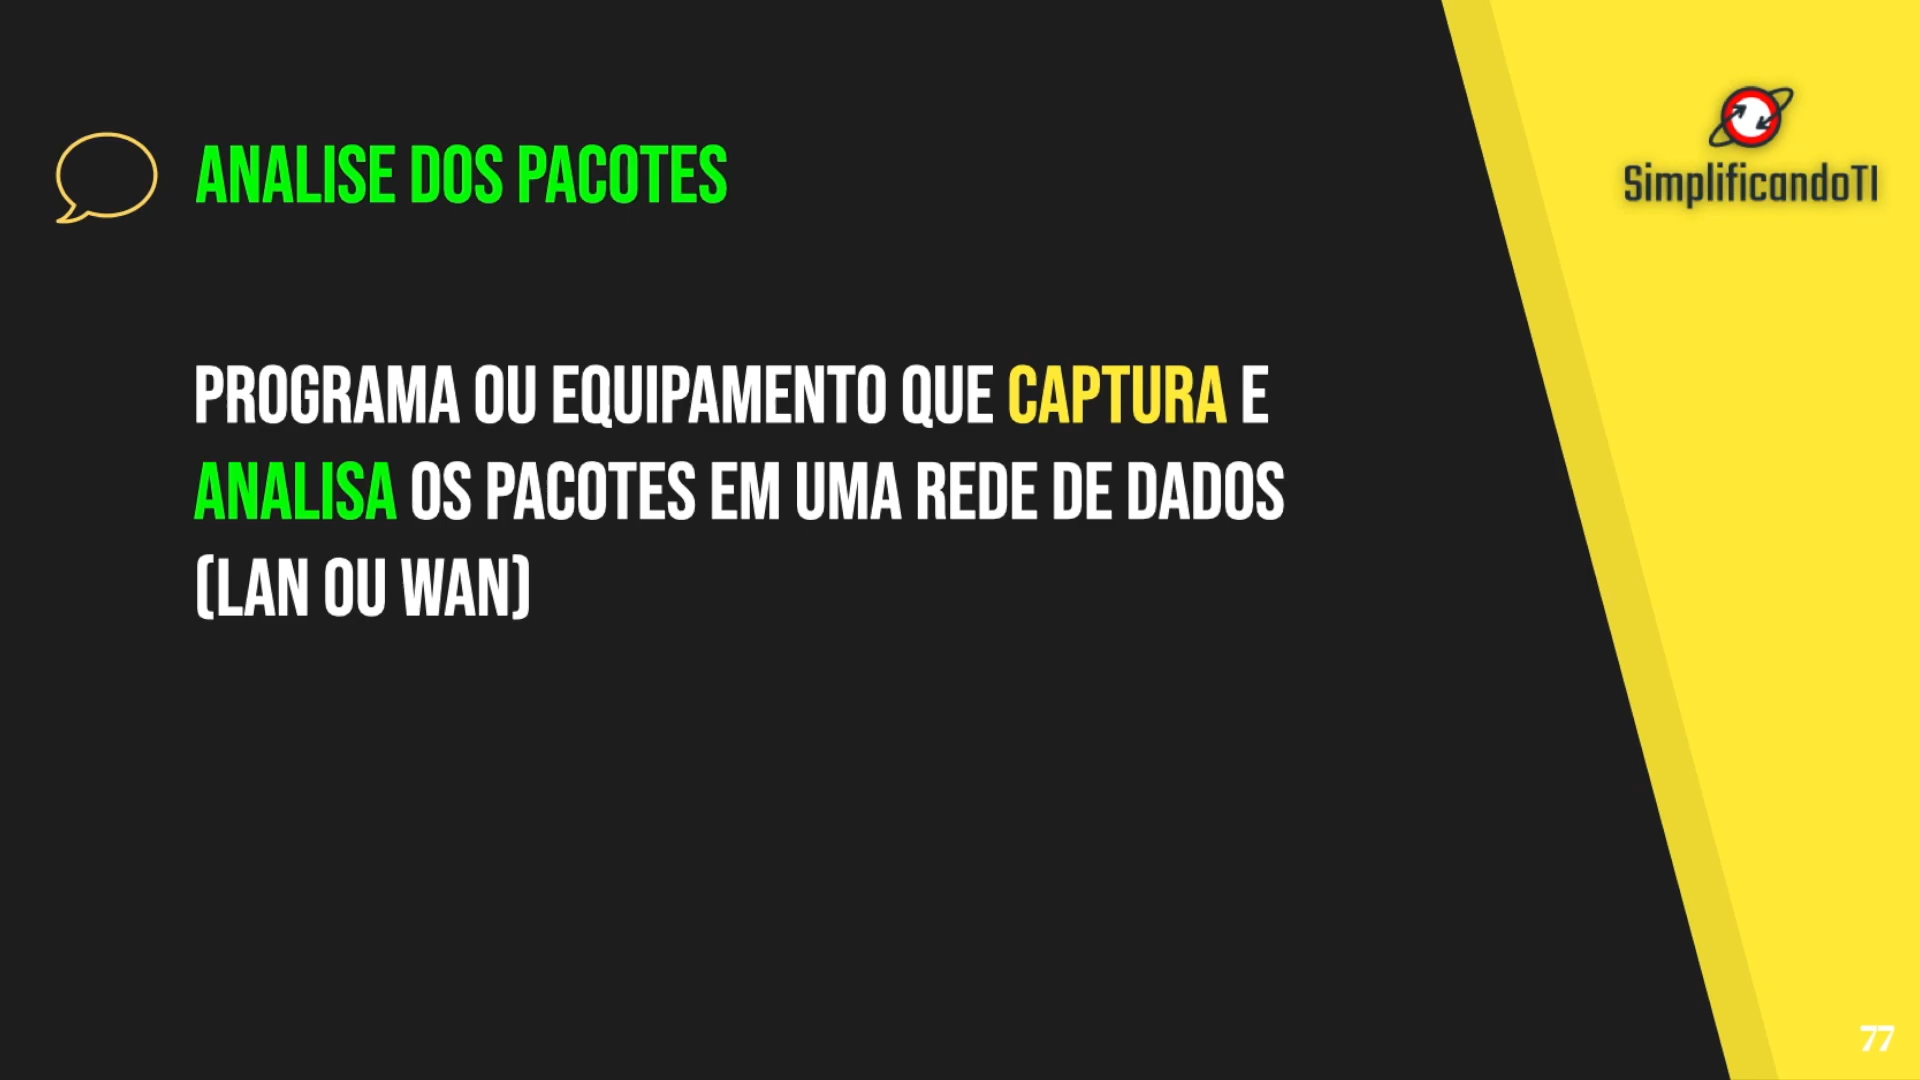 ANALISE DOS PACOTES
SimplificandoTI
PROGRAMA OU EQUIPAMENTO QUE CAPTURA E
ANALISA OS PACOTES EM UMA REDE DE DADOS
(LAN OU WAN)
77